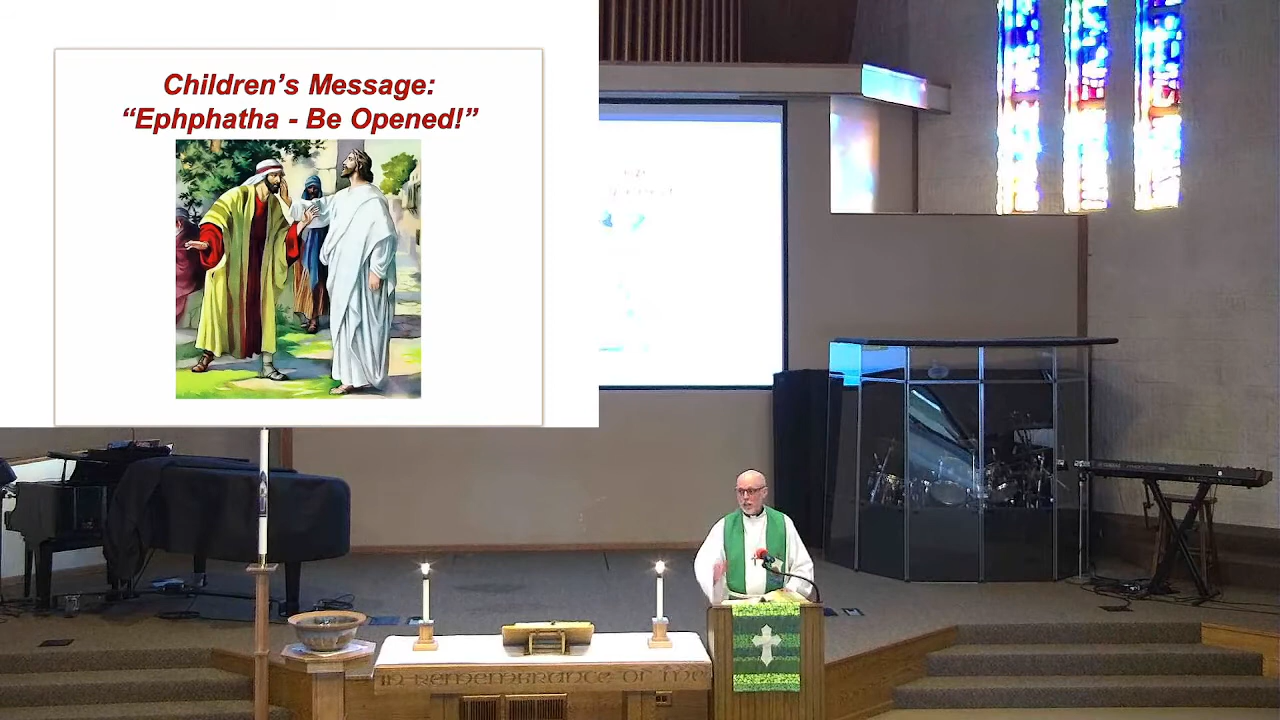 Children’s Message:
“Ephphatha - Be Opened!”
IN REMEMBRANCE OF ME